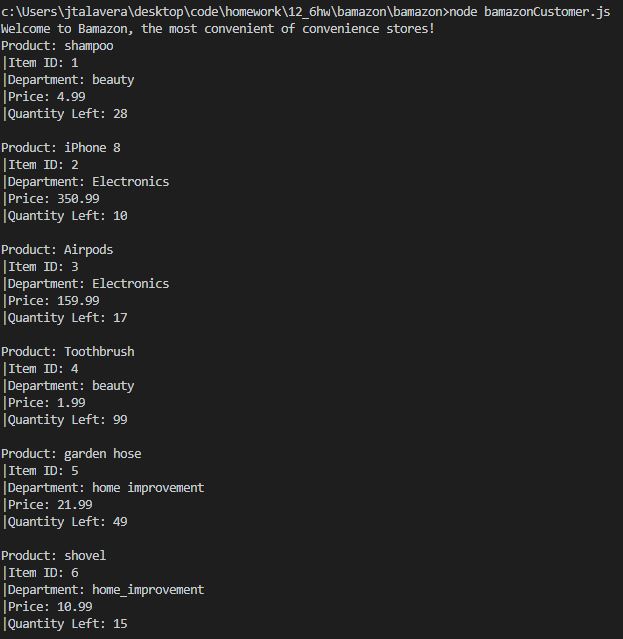 c:\Users\jtalavera\desktop\code\homework\12_6hw\bamazon\bamazon>node bamazonCustomer.js
Welcome to Bamazon, the most convenient of convenience stores!
Product: shampoo
|Item ID: 1
|Department: beauty
|Price: 4.99
|Quantity Left: 28

Product: iPhone 8
|Item ID: 2
|Department: Electronics
|Price: 350.99
|Quantity Left: 10

Product: Airpods
|Item ID: 3
|Department: Electronics
|Price: 159.99
|Quantity Left: 17

Product: Toothbrush
|Item ID: 4
|Department: beauty
|Price: 1.99
|Quantity Left: 99

Product: garden hose
|Item ID: 5
|Department: home improvement
|Price: 21.99
|Quantity Left: 49

Product: shovel
|Item ID: 6
|Department: home_improvement
|Price: 10.99
|Quantity Left: 15